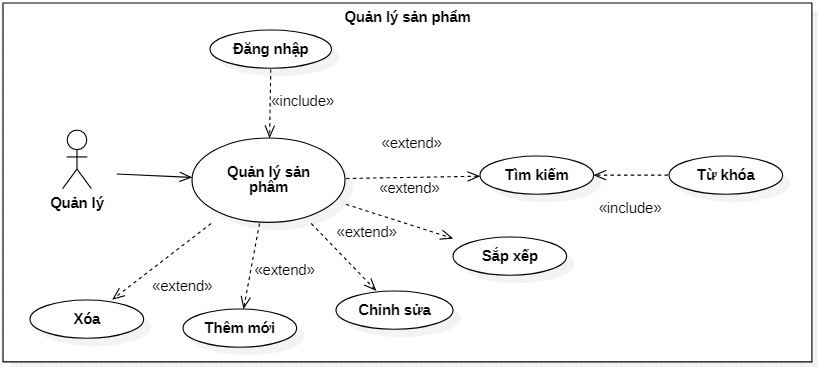 Quản lý sản phẩm
Đăng nhập
«include»
«extend»
Quản lý sản
phẩm
Tìm kiếm
Từ khóa
«extend»
Quản lý
«include»
«extend»
Sắp xếp
«extend»
«extend»
Xóa
Thêm mới
Chỉnh sửa